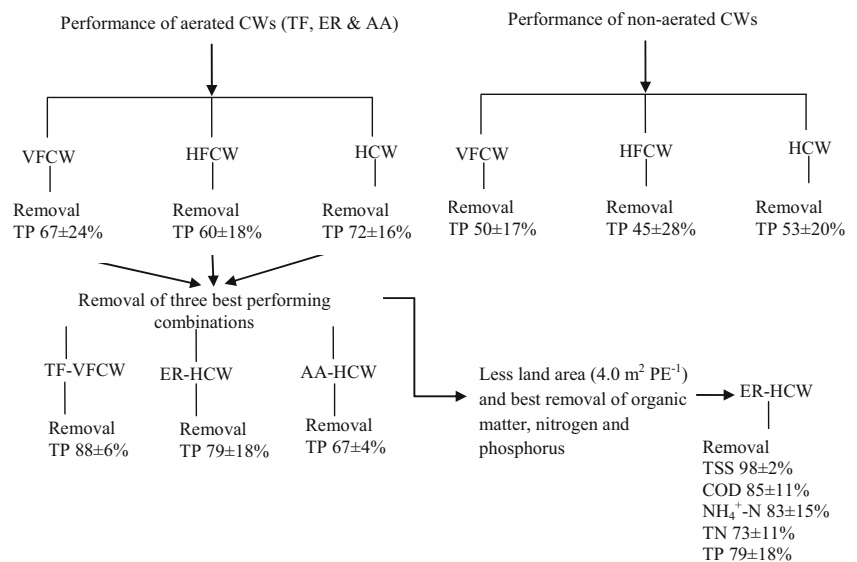 Performance of aerated CWs (TF, ER & AA)
Performance of non-aerated CWs
VFCW
HFCW
HCW
VFCW
HFCW
HCW
Removal
TP 67±24%
Removal
TP 60±18%
Removal
TP 72±16%
Removal
TP 50±17%
Removal
TP 45±28%
Removal
TP 53±20%
Removal of three best performing
combinations
TF-VFCW
ER-HCW
AA-HCW
Removal
TP 88±6%
Removal
TP 79±18%
Removal
TP 67±4%
Less land area (4.0 m² PE⁻¹)
and best removal of organic
matter, nitrogen and
phosphorus
ER-HCW
Removal
TSS 98±2%
COD 85±11%
NH₄⁺-N 83±15%
TN 73±11%
TP 79±18%